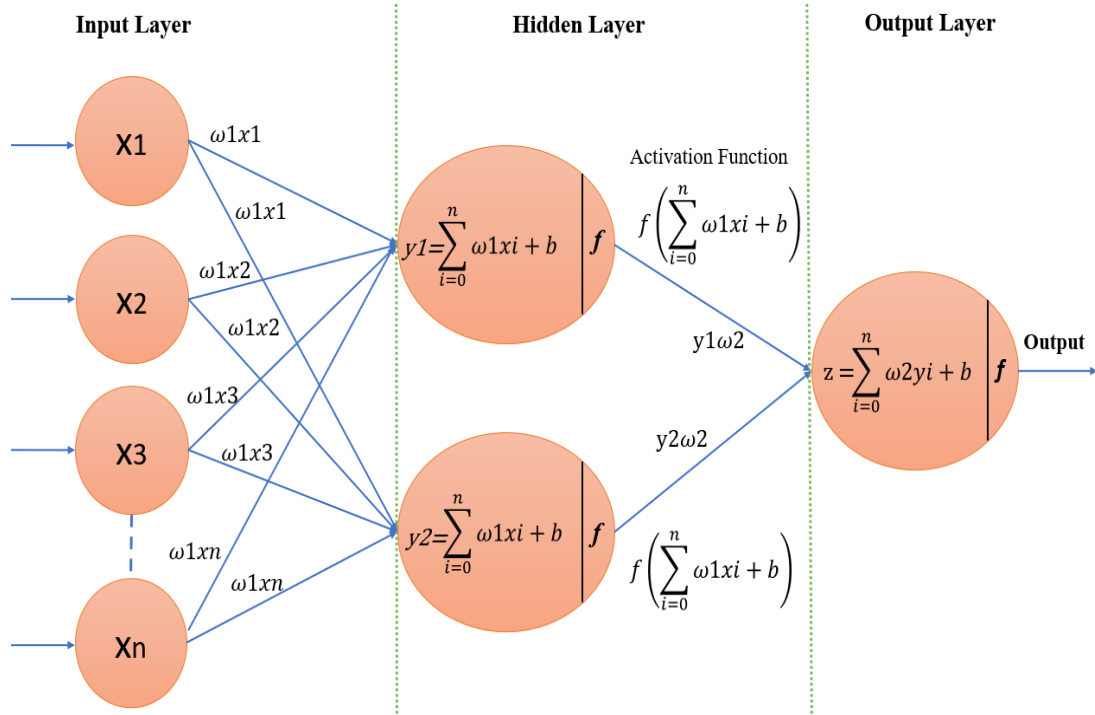 Input Layer
Hidden Layer
Output Layer
X1
X2
X3
Xn
ω1x1
ω1x1
ω1x2
ω1x2
ω1x3
ω1x3
ω1xn
ω1xn
y1=∑_{i=0}^{n} ω1xi + b
f
y2=∑_{i=0}^{n} ω1xi + b
f
Activation Function
f(∑_{i=0}^{n} ω1xi + b)
y1ω2
y2ω2
f(∑_{i=0}^{n} ω1xi + b)
z =∑_{i=0}^{n} ω2yi + b
f
Output